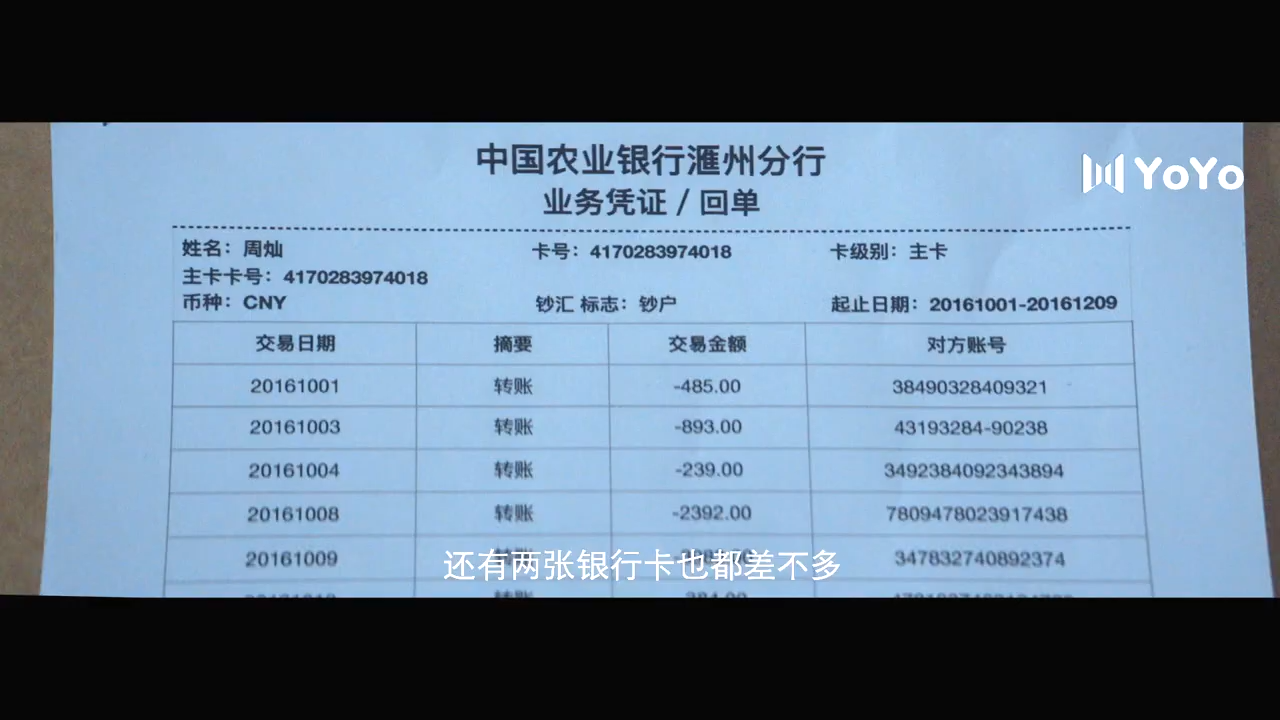 中国农业银行滙州分行
YoYo
业务凭证 / 回单
姓名：周灿 卡号：4170283974018 卡级别：主卡
主卡卡号：4170283974018
币种：CNY 钞汇 标志：钞户 起止日期：20161001-20161209
交易日期 摘要 交易金额 对方账号
20161001 转账 -485.00 38490328409321
20161003 转账 -893.00 43193284-90238
20161004 转账 -239.00 3492384092343894
20161008 转账 -2392.00 7809478023917438
20161009 347832740892374
还有两张银行卡也都差不多